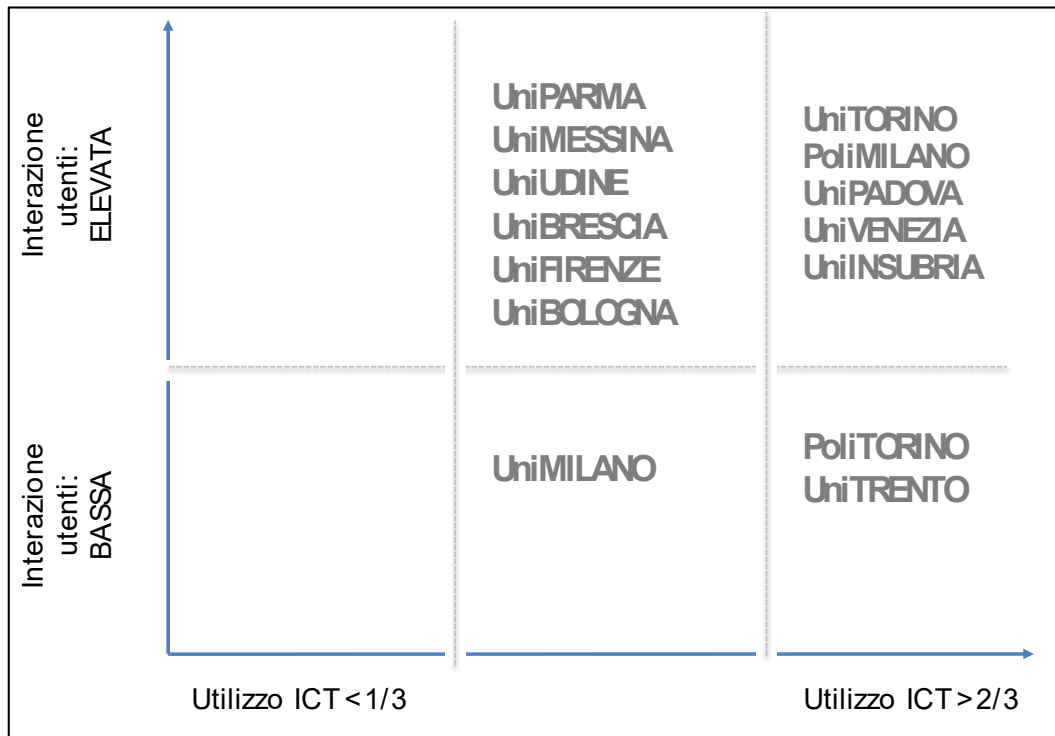 Interazione
utenti:
ELEVATA
UniPARMA
UniMESSINA
UniUDINE
UniBRESCIA
UniFIRENZE
UniBOLOGNA
UniTORINO
PoliMILANO
UniPADOVA
UniVENEZIA
UniINSUBRIA
Interazione
utenti:
BASSA
UniMILANO
PoliTORINO
UniTRENTO
Utilizzo ICT < 1/3
Utilizzo ICT > 2/3